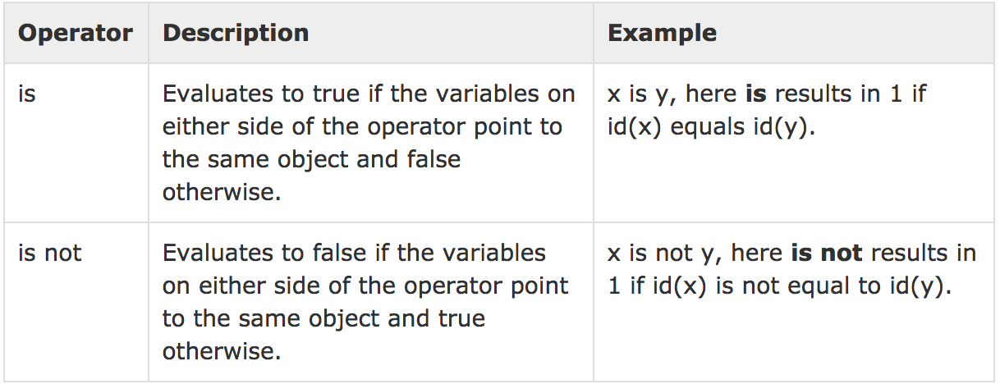 Operator Description Example
is
Evaluates to true if the variables on
either side of the operator point to
the same object and false
otherwise.
x is y, here is results in 1 if
id(x) equals id(y).
is not
Evaluates to false if the variables
on either side of the operator point
to the same object and true
otherwise.
x is not y, here is not results in
1 if id(x) is not equal to id(y).